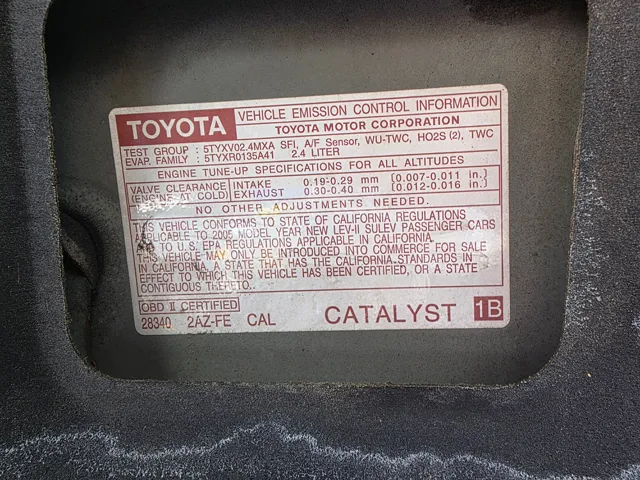 TOYOTA VEHICLE EMISSION CONTROL INFORMATION
TOYOTA MOTOR CORPORATION
TEST GROUP : 5TYXV02.4MXA SFI, A/F Sensor, WU-TWC, HO2S (2), TWC
EVAP. FAMILY : 5TYXR0135A41 2.4 LITER
ENGINE TUNE-UP SPECIFICATIONS FOR ALL ALTITUDES
VALVE CLEARANCE INTAKE 0.19-0.29 mm (0.007-0.011 in.)
(ENGINE AT COLD) EXHAUST 0.30-0.40 mm (0.012-0.016 in.)
NO OTHER ADJUSTMENTS NEEDED.
THIS VEHICLE CONFORMS TO STATE OF CALIFORNIA REGULATIONS
APPLICABLE TO 2005 MODEL YEAR NEW LEV-II SULEV PASSENGER CARS
TO U.S. EPA REGULATIONS APPLICABLE IN CALIFORNIA.
THIS VEHICLE MAY ONLY BE INTRODUCED INTO COMMERCE FOR SALE
IN CALIFORNIA, A STATE THAT HAS THE CALIFORNIA STANDARDS IN
EFFECT TO WHICH THIS VEHICLE HAS BEEN CERTIFIED, OR A STATE
CONTIGUOUS THERETO.
OBD II CERTIFIED
28340 2AZ-FE CAL CATALYST 1B